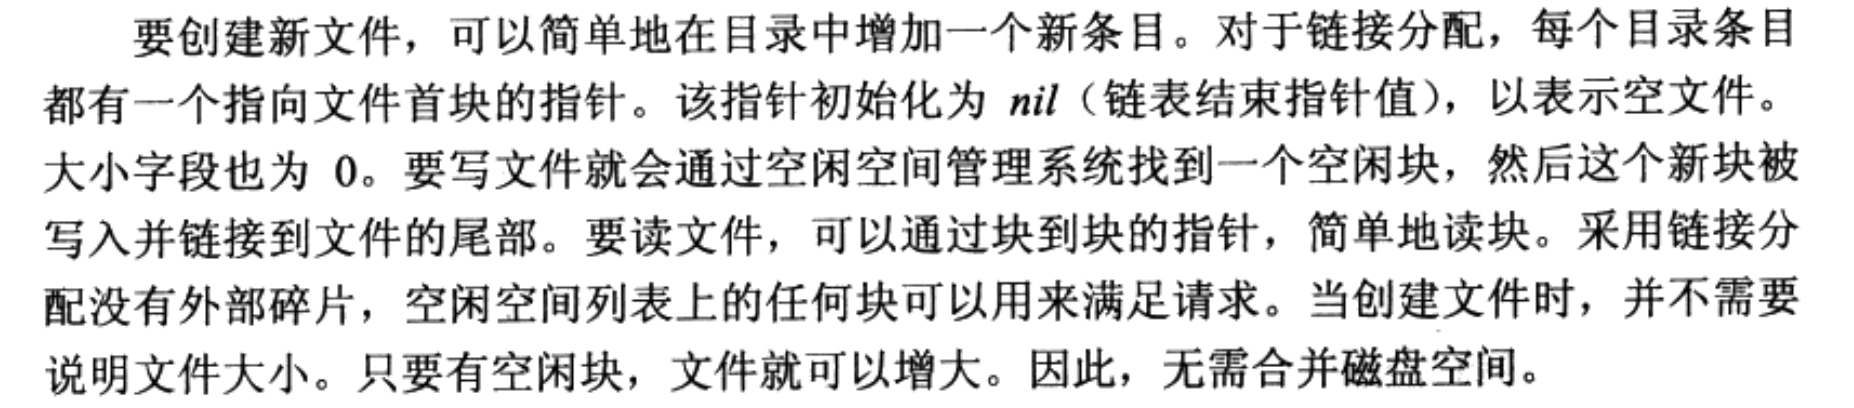 要创建新文件，可以简单地在目录中增加一个新条目。对于链接分配，每个目录条目
都有一个指向文件首块的指针。该指针初始化为 nil（链表结束指针值），以表示空文件。
大小字段也为 0。要写文件就会通过空闲空间管理系统找到一个空闲块，然后这个新块被
写入并链接到文件的尾部。要读文件，可以通过块到块的指针，简单地读块。采用链接分
配没有外部碎片，空闲空间列表上的任何块可以用来满足请求。当创建文件时，并不需要
说明文件大小。只要有空闲块，文件就可以增大。因此，无需合并磁盘空间。